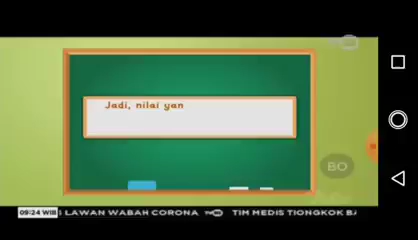 Jadi, nilai yan
BO
09:24 WIB LAWAN WABAH CORONA TIM MEDIS TIONGKOK